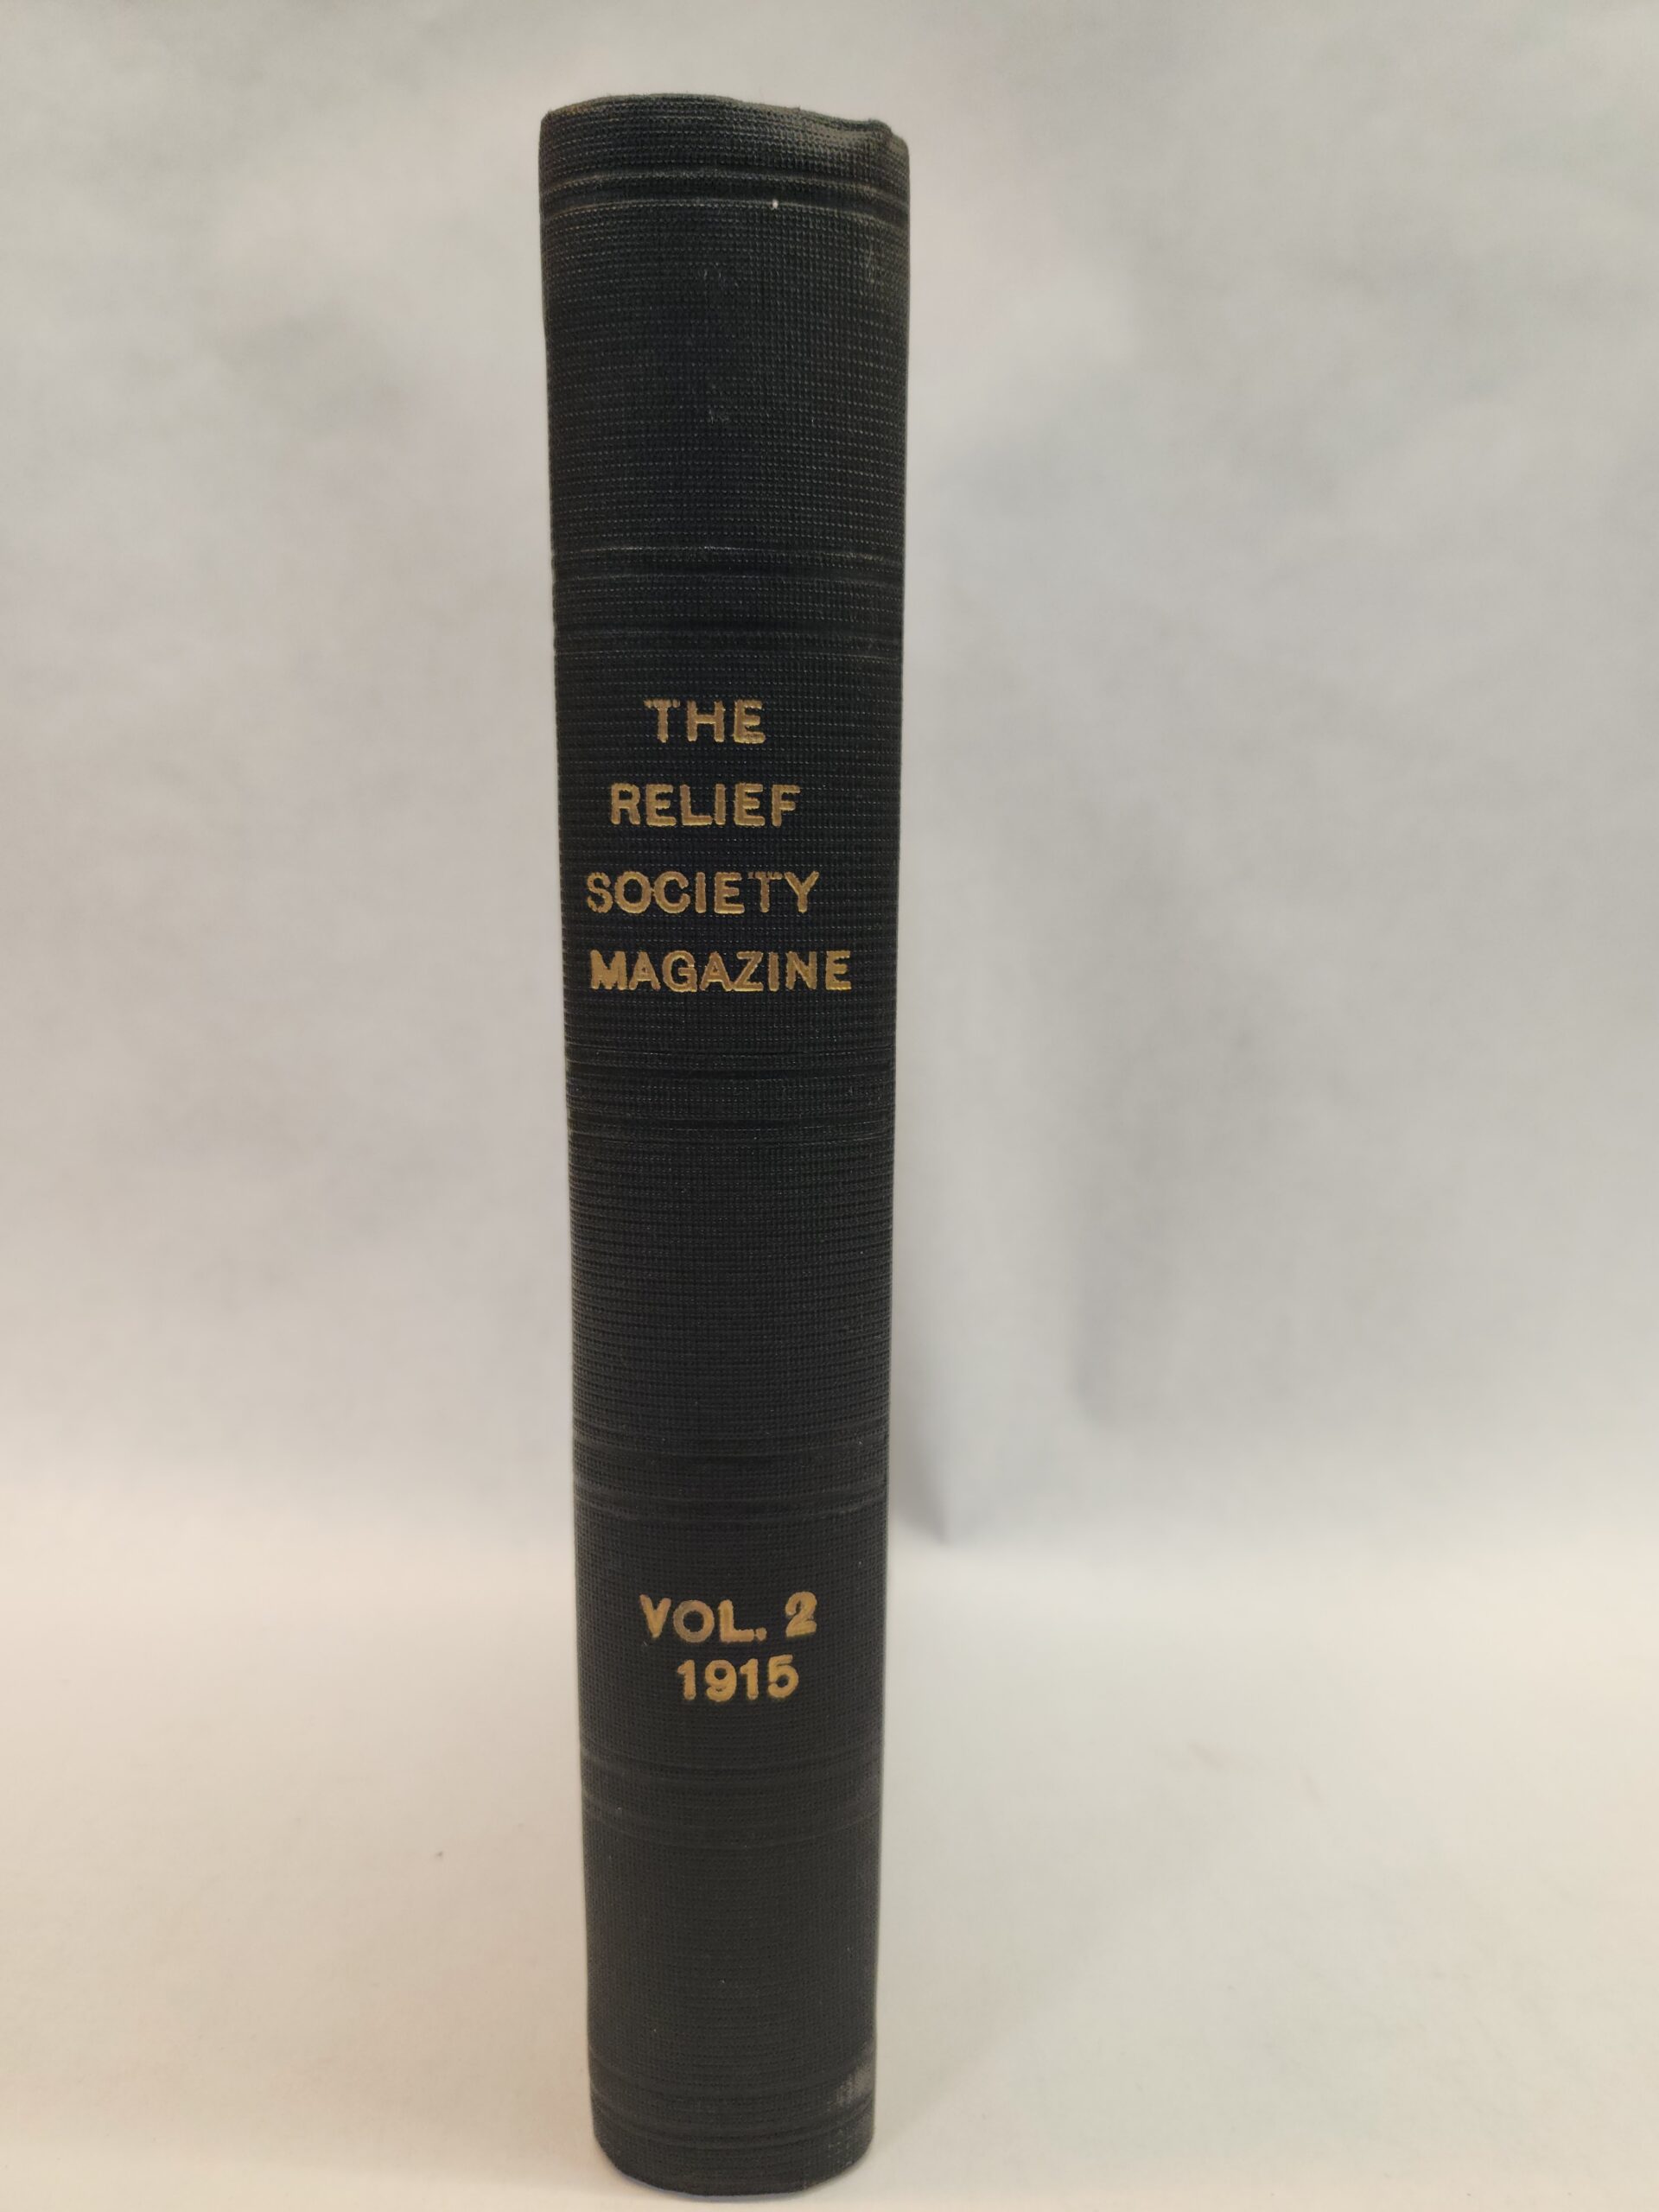 THE
RELIEF
SOCIETY
MAGAZINE
VOL. 2
1915